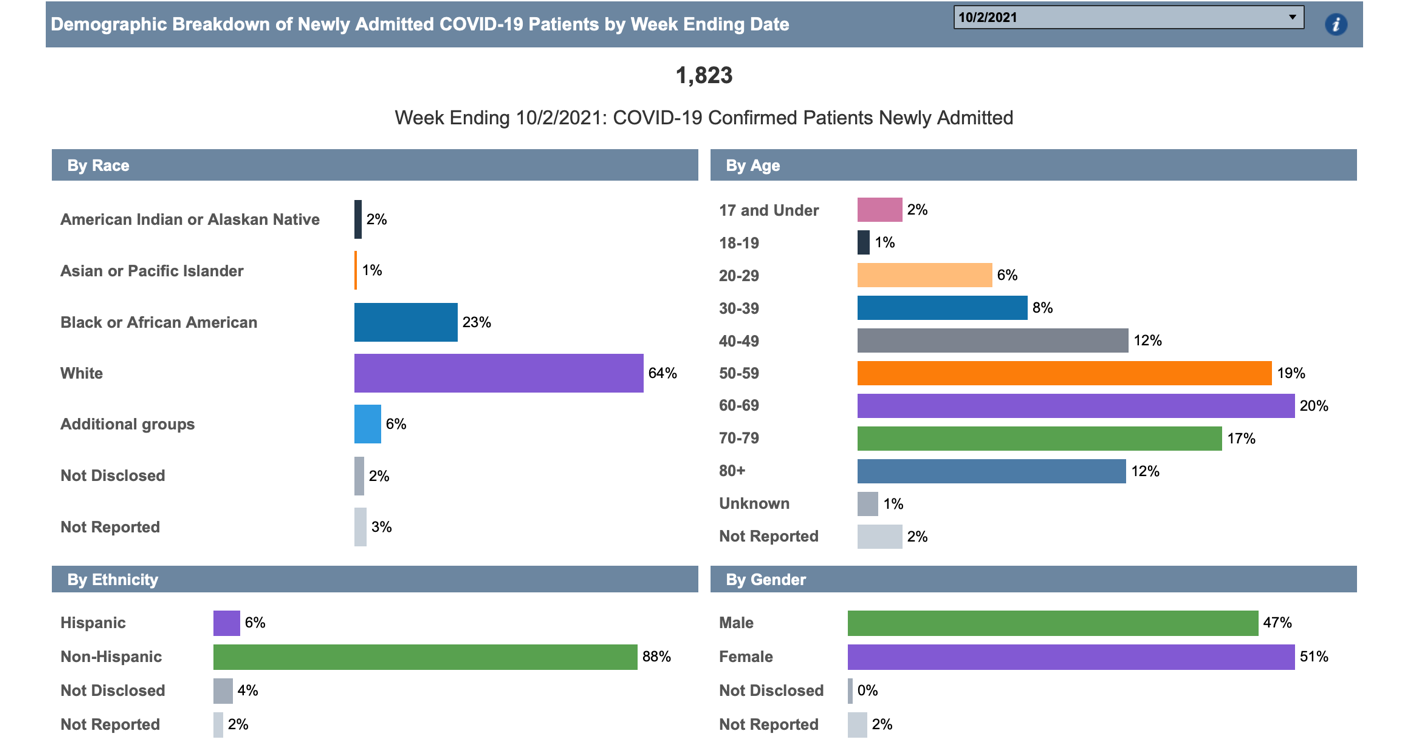 Demographic Breakdown of Newly Admitted COVID-19 Patients by Week Ending Date
10/2/2021
i
1,823
Week Ending 10/2/2021: COVID-19 Confirmed Patients Newly Admitted
By Race
American Indian or Alaskan Native 2%
Asian or Pacific Islander 1%
Black or African American 23%
White 64%
Additional groups 6%
Not Disclosed 2%
Not Reported 3%
By Age
17 and Under 2%
18-19 1%
20-29 6%
30-39 8%
40-49 12%
50-59 19%
60-69 20%
70-79 17%
80+ 12%
Unknown 1%
Not Reported 2%
By Ethnicity
Hispanic 6%
Non-Hispanic 88%
Not Disclosed 4%
Not Reported 2%
By Gender
Male 47%
Female 51%
Not Disclosed 0%
Not Reported 2%